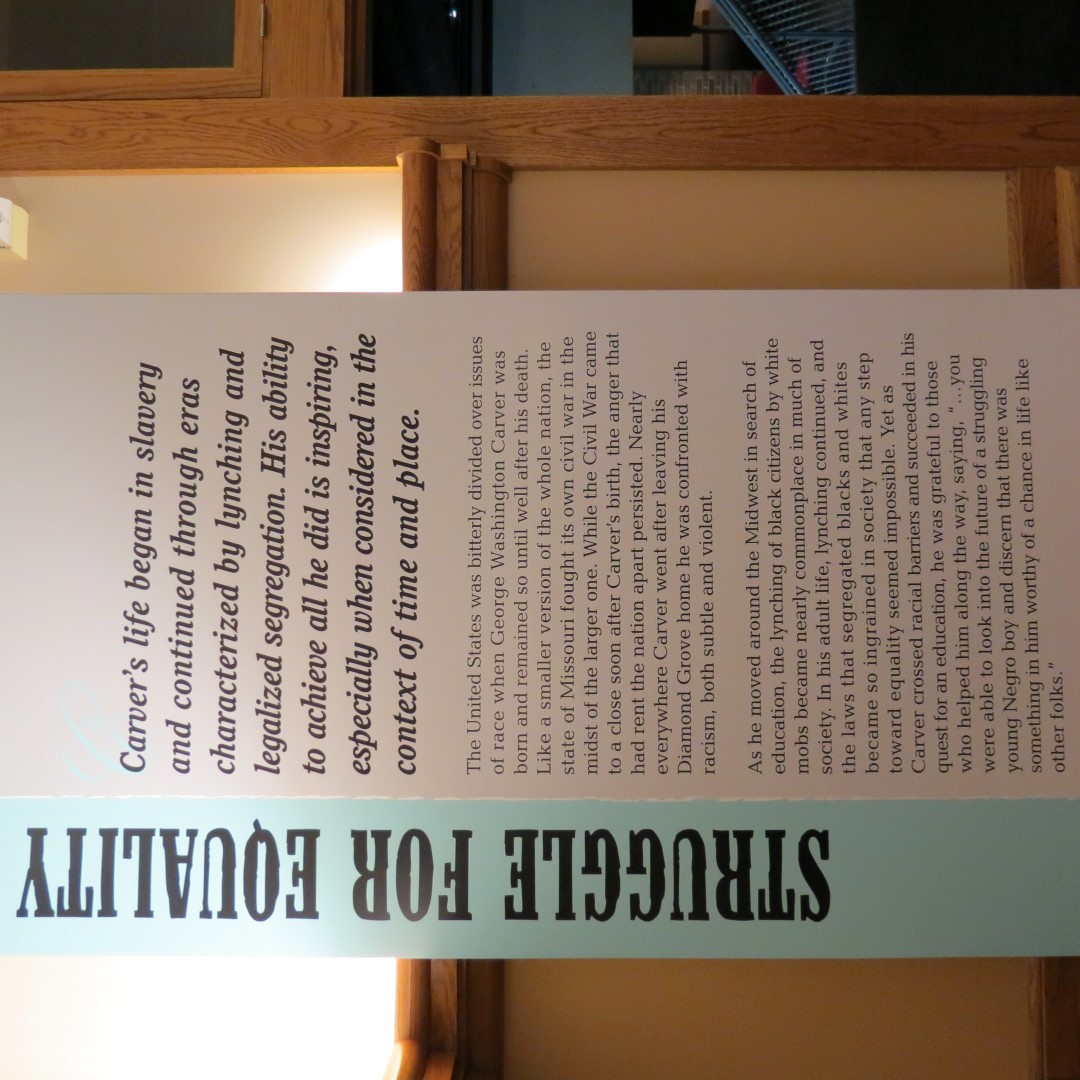 STRUGGLE FOR EQUALITY
Carver's life began in slavery
and continued through eras
characterized by lynching and
legalized segregation. His ability
to achieve all he did is inspiring,
especially when considered in the
context of time and place.
The United States was bitterly divided over issues
of race when George Washington Carver was
born and remained so until well after his death.
Like a smaller version of the whole nation, the
state of Missouri fought its own civil war in the
midst of the larger one. While the Civil War came
to a close soon after Carver's birth, the anger that
had rent the nation apart persisted. Nearly
everywhere Carver went after leaving his
Diamond Grove home he was confronted with
racism, both subtle and violent.
As he moved around the Midwest in search of
education, the lynching of black citizens by white
mobs became nearly commonplace in much of
society. In his adult life, lynching continued, and
the laws that segregated blacks and whites
became so ingrained in society that any step
toward equality seemed impossible. Yet as
Carver crossed racial barriers and succeeded in his
quest for an education, he was grateful to those
who helped him along the way, saying, "…you
were able to look into the future of a struggling
young Negro boy and discern that there was
something in him worthy of a chance in life like
other folks."